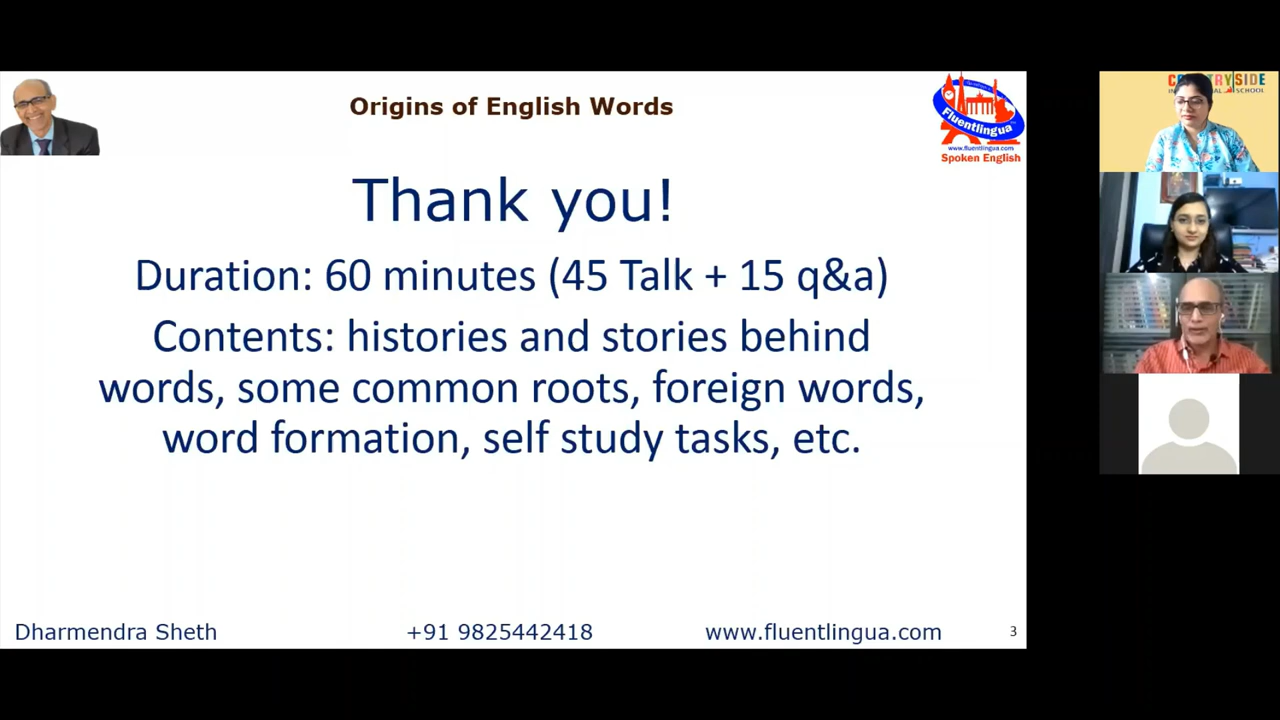 Origins of English Words
Fluentlingua
www.fluentlingua.com
Spoken English
Thank you!
Duration: 60 minutes (45 Talk + 15 q&a)
Contents: histories and stories behind
words, some common roots, foreign words,
word formation, self study tasks, etc.
Dharmendra Sheth
+91 9825442418
www.fluentlingua.com
3
SCHOOL